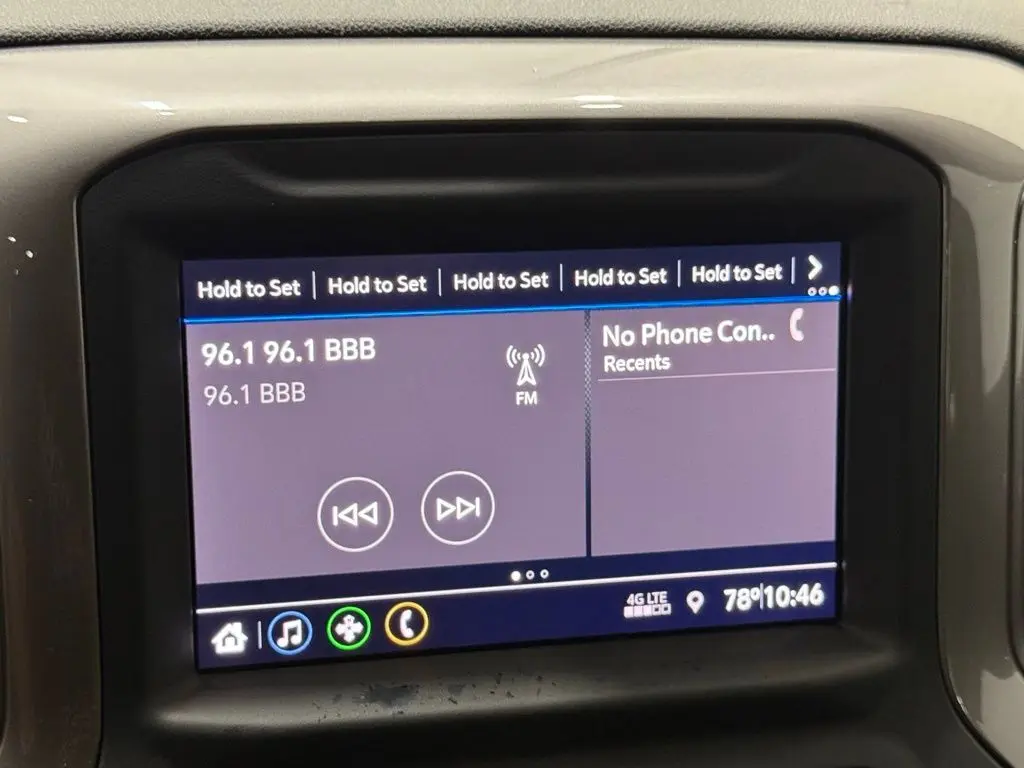 Hold to Set | Hold to Set | Hold to Set | Hold to Set | Hold to Set |
96.1 96.1 BBB
96.1 BBB
FM
No Phone Con..
Recents
4G LTE
78°|10:46